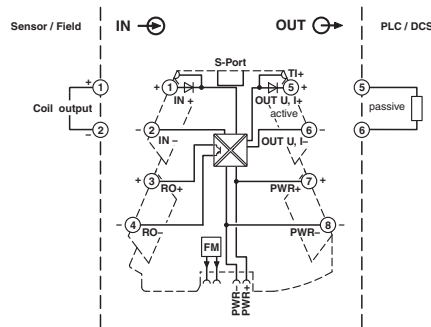 Sensor / Field IN OUT PLC / DCS
S-Port
TI+
+ 1 + 1 5 + 5
IN + OUT U, I+
Coil output active passive
– 2 – 2 6 – 6
IN – OUT U, I–
+ 3 7 +
RO+ PWR+
– 4 8 –
RO– PWR–
FM
PWR–
PWR+